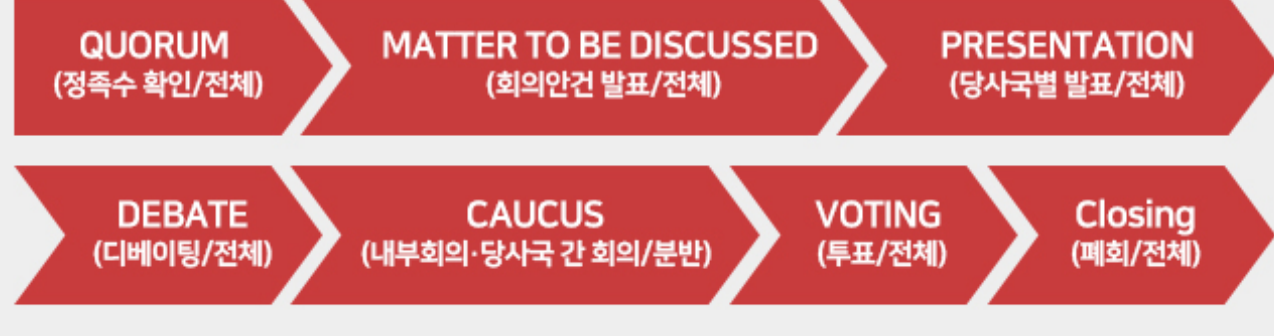 QUORUM
(정족수 확인/전체)
MATTER TO BE DISCUSSED
(회의안건 발표/전체)
PRESENTATION
(당사국별 발표/전체)
DEBATE
(디베이팅/전체)
CAUCUS
(내부회의·당사국 간 회의/분반)
VOTING
(투표/전체)
Closing
(폐회/전체)